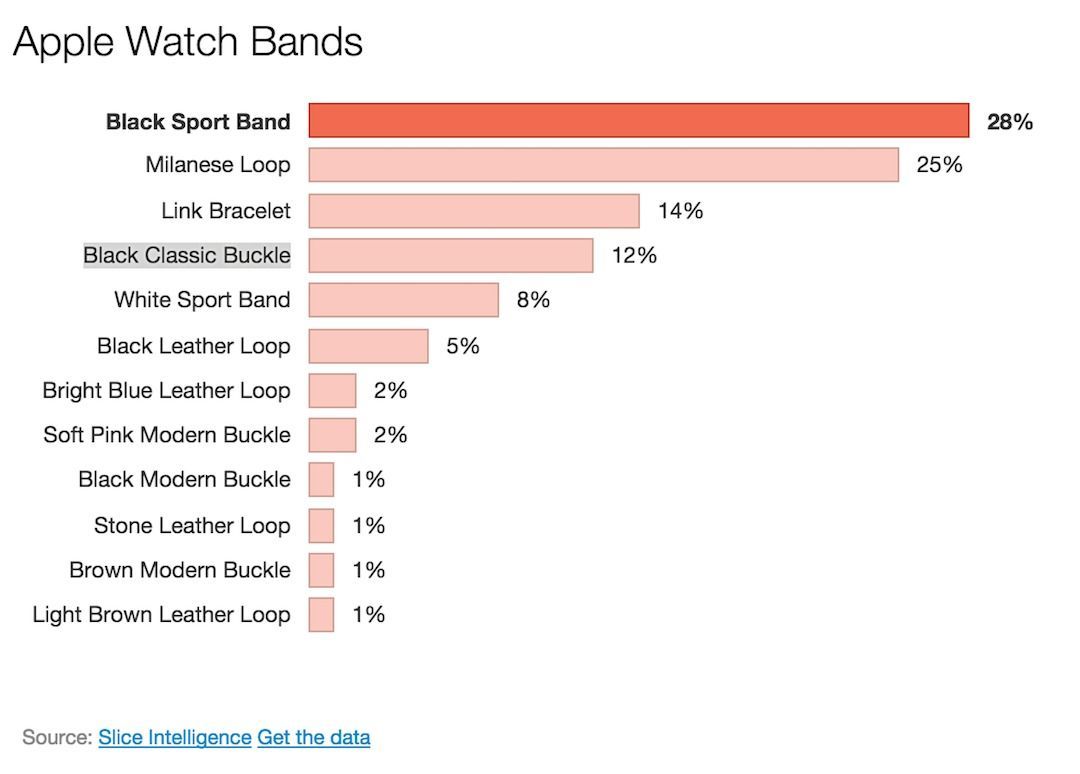 Apple Watch Bands
Black Sport Band 28%
Milanese Loop 25%
Link Bracelet 14%
Black Classic Buckle 12%
White Sport Band 8%
Black Leather Loop 5%
Bright Blue Leather Loop 2%
Soft Pink Modern Buckle 2%
Black Modern Buckle 1%
Stone Leather Loop 1%
Brown Modern Buckle 1%
Light Brown Leather Loop 1%
Source: Slice Intelligence Get the data